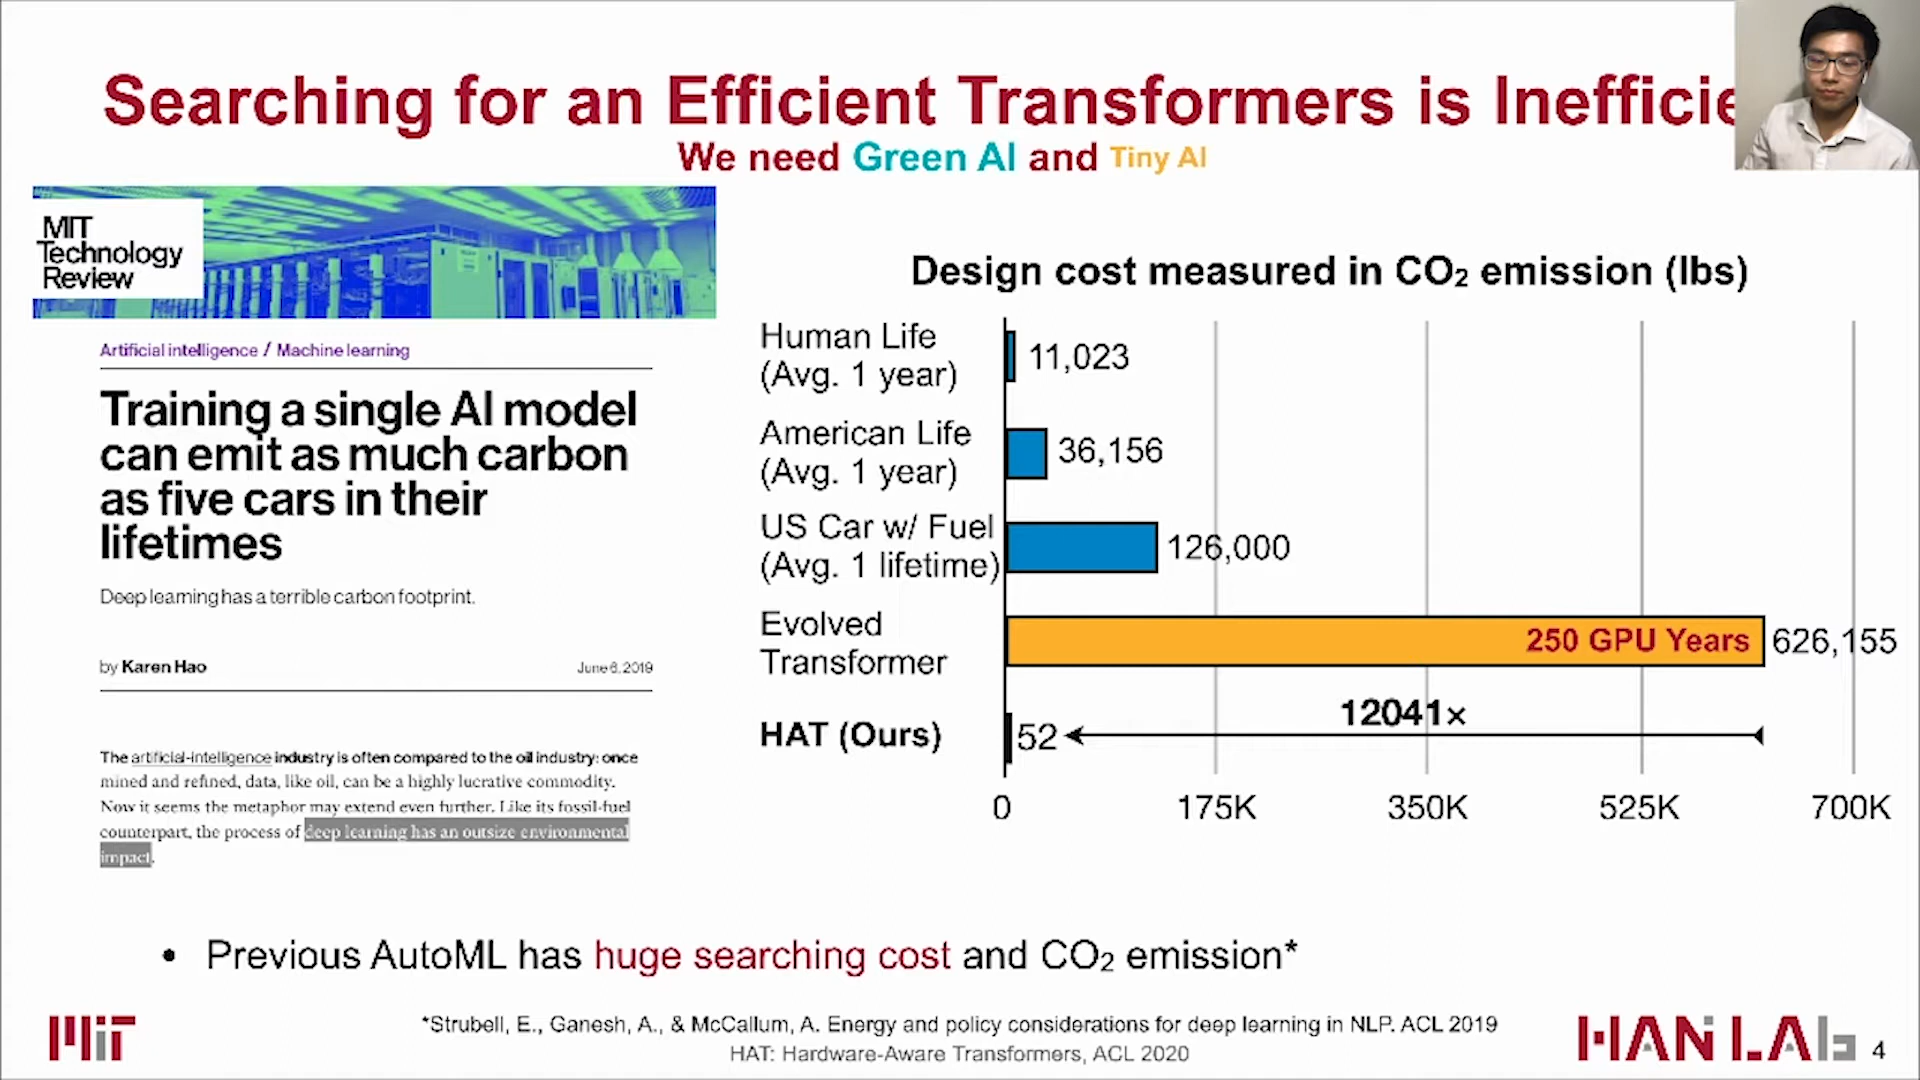 Searching for an Efficient Transformers is Inefficie
We need Green AI and Tiny AI
MIT
Technology
Review
Artificial intelligence / Machine learning
Training a single AI model
can emit as much carbon
as five cars in their
lifetimes
Deep learning has a terrible carbon footprint.
by Karen Hao
June 6, 2019
The artificial-intelligence industry is often compared to the oil industry: once
mined and refined, data, like oil, can be a highly lucrative commodity.
Now it seems the metaphor may extend even further. Like its fossil-fuel
counterpart, the process of deep learning has an outsize environmental
impact.
Design cost measured in CO₂ emission (lbs)
Human Life
(Avg. 1 year)
11,023
American Life
(Avg. 1 year)
36,156
US Car w/ Fuel
(Avg. 1 lifetime)
126,000
Evolved
Transformer
250 GPU Years
626,155
HAT (Ours)
52
12041×
0 175K 350K 525K 700K
• Previous AutoML has huge searching cost and CO₂ emission*
*Strubell, E., Ganesh, A., & McCallum, A. Energy and policy considerations for deep learning in NLP. ACL 2019
HAT: Hardware-Aware Transformers, ACL 2020
MIT
HAN LAB
4